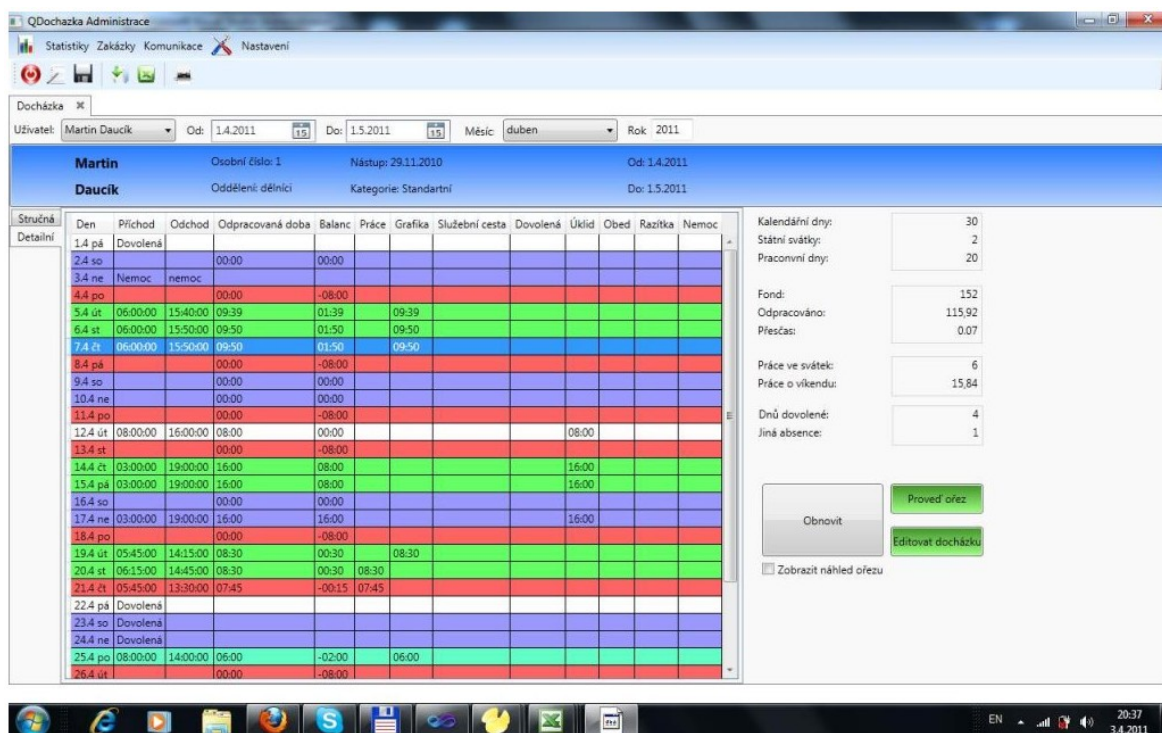 QDochazka Administrace
Statistiky Zakázky Komunikace Nastavení
Docházka
Uživatel: Martin Daucík Od: 1.4.2011 15 Do: 1.5.2011 15 Měsíc duben Rok 2011
Martin Osobní číslo: 1 Nástup: 29.11.2010 Od: 1.4.2011
Daucík Oddělení: dělníci Kategorie: Standartní Do: 1.5.2011
Stručná
Detailní
Den Příchod Odchod Odpracovaná doba Balanc Práce Grafika Služební cesta Dovolená Úklid Obed Razítka Nemoc
1.4 pá Dovolená
2.4 so 00:00 00:00
3.4 ne Nemoc nemoc
4.4 po 00:00 -08:00
5.4 út 06:00:00 15:40:00 09:39 01:39 09:39
6.4 st 06:00:00 15:50:00 09:50 01:50 09:50
7.4 čt 06:00:00 15:50:00 09:50 01:50 09:50
8.4 pá 00:00 -08:00
9.4 so 00:00 00:00
10.4 ne 00:00 00:00
11.4 po 00:00 -08:00
12.4 út 08:00:00 16:00:00 08:00 00:00 08:00
13.4 st 00:00 -08:00
14.4 čt 03:00:00 19:00:00 16:00 08:00 16:00
15.4 pá 03:00:00 19:00:00 16:00 08:00 16:00
16.4 so 00:00 00:00
17.4 ne 03:00:00 19:00:00 16:00 16:00 16:00
18.4 po 00:00 -08:00
19.4 út 05:45:00 14:15:00 08:30 00:30 08:30
20.4 st 06:15:00 14:45:00 08:30 00:30 08:30
21.4 čt 05:45:00 13:30:00 07:45 -00:15 07:45
22.4 pá Dovolená
23.4 so Dovolená
24.4 ne Dovolená
25.4 po 08:00:00 14:00:00 06:00 -02:00 06:00
26.4 út 00:00 -08:00
Kalendářní dny: 30
Státní svátky: 2
Praconvní dny: 20
Fond: 152
Odpracováno: 115,92
Přesčas: 0.07
Práce ve svátek: 6
Práce o víkendu: 15,84
Dnů dovolené: 4
Jiná absence: 1
Obnovit
Proveď ořez
Editovat docházku
Zobrazit náhled ořezu
EN 20:37
3.4.2011